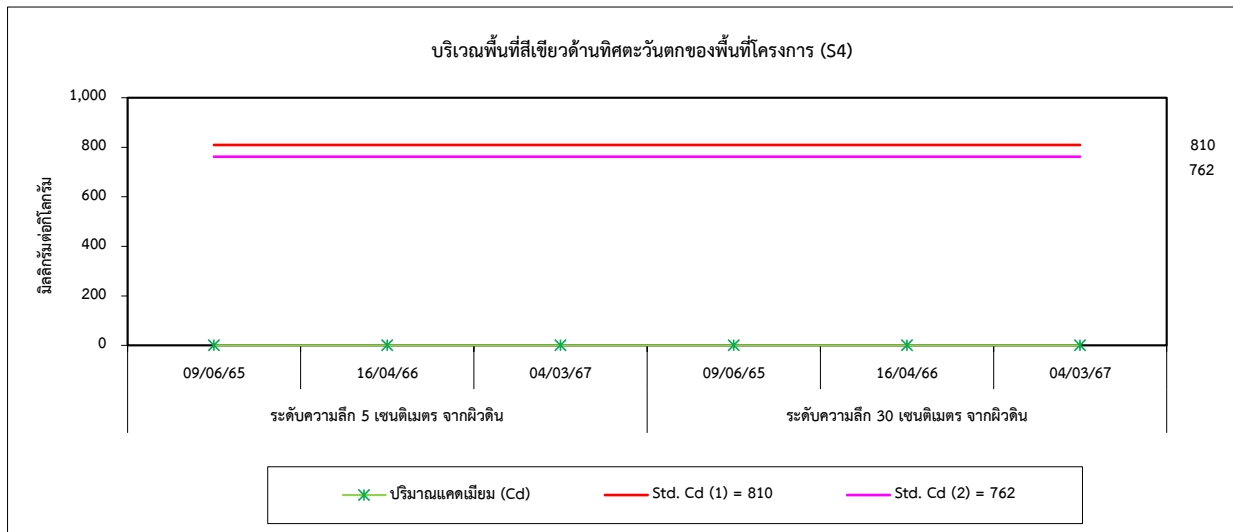 บริเวณพื้นที่สีเขียวด้านทิศตะวันตกของพื้นที่โครงการ (S4)
มิลลิกรัมต่อกิโลกรัม
1,000
800
600
400
200
0
810
762
09/06/65 16/04/66 04/03/67 09/06/65 16/04/66 04/03/67
ระดับความลึก 5 เซนติเมตร จากผิวดิน ระดับความลึก 30 เซนติเมตร จากผิวดิน
ปริมาณแคดเมียม (Cd) Std. Cd (1) = 810 Std. Cd (2) = 762